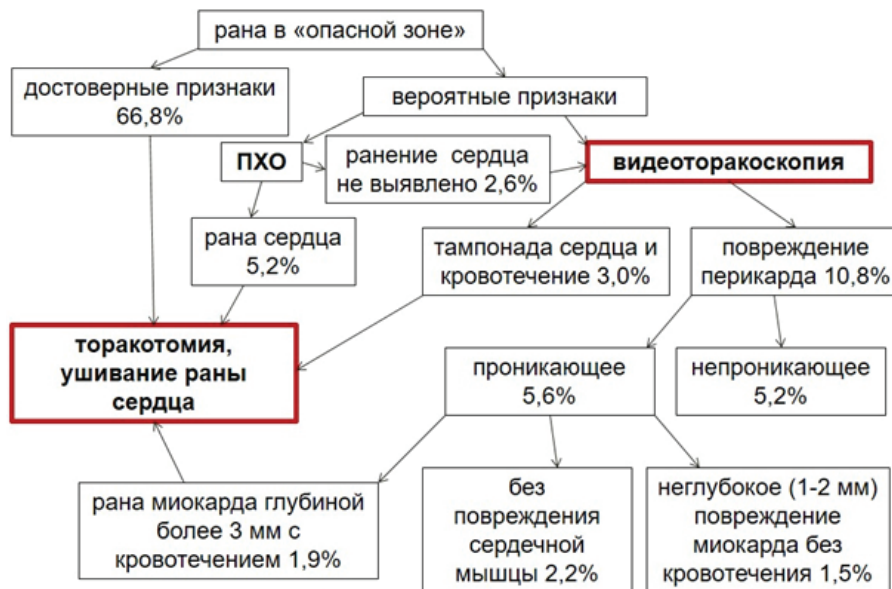 рана в «опасной зоне»
достоверные признаки
66,8%
вероятные признаки
ПХО
ранение сердца
не выявлено 2,6%
видеоторакоскопия
рана сердца
5,2%
тампонада сердца и
кровотечение 3,0%
повреждение
перикарда 10,8%
торакотомия,
ушивание раны
сердца
проникающее
5,6%
непроникающее
5,2%
рана миокарда глубиной
более 3 мм с
кровотечением 1,9%
без
повреждения
сердечной
мышцы 2,2%
неглубокое (1-2 мм)
повреждение
миокарда без
кровотечения 1,5%